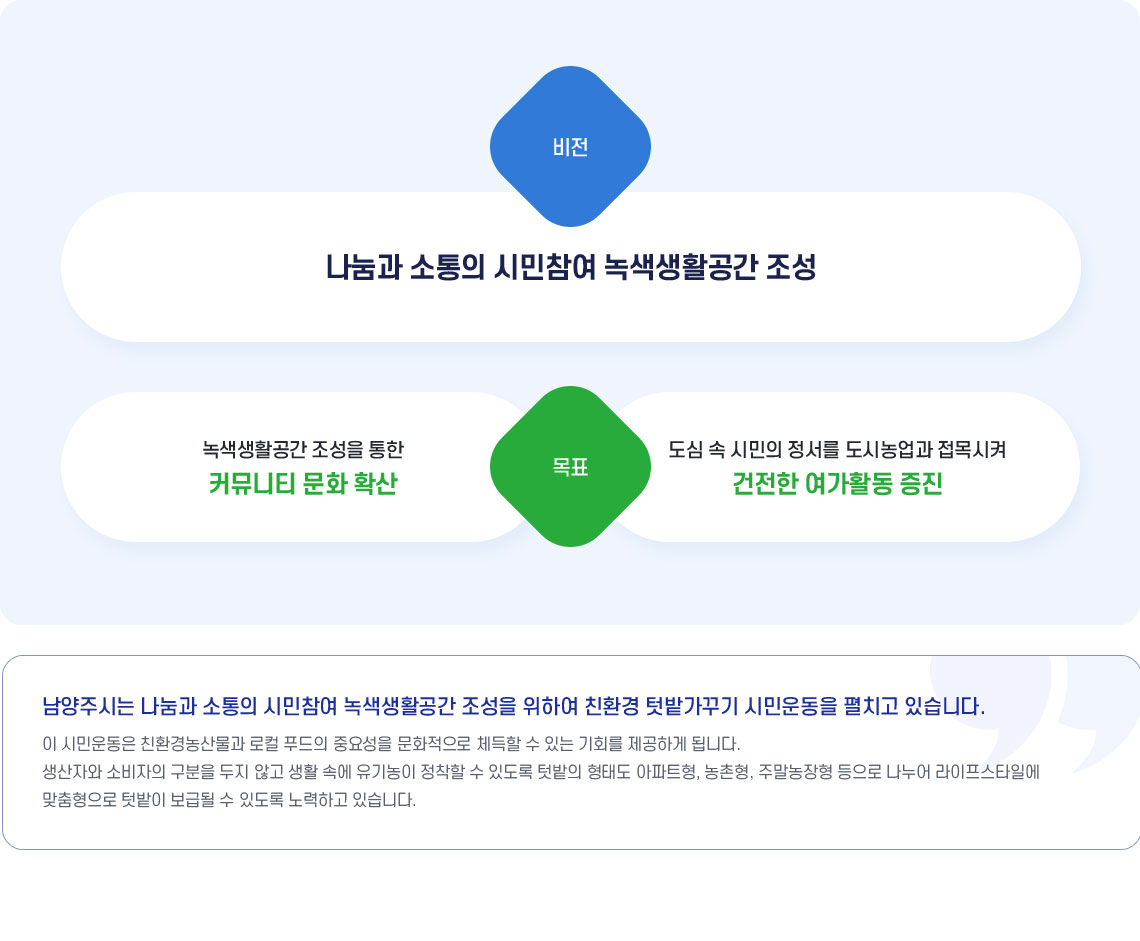 비전
나눔과 소통의 시민참여 녹색생활공간 조성
녹색생활공간 조성을 통한
커뮤니티 문화 확산
목표
도심 속 시민의 정서를 도시농업과 접목시켜
건전한 여가활동 증진
남양주시는 나눔과 소통의 시민참여 녹색생활공간 조성을 위하여 친환경 텃밭가꾸기 시민운동을 펼치고 있습니다.
이 시민운동은 친환경농산물과 로컬 푸드의 중요성을 문화적으로 체득할 수 있는 기회를 제공하게 됩니다.
생산자와 소비자의 구분을 두지 않고 생활 속에 유기농이 정착할 수 있도록 텃밭의 형태도 아파트형, 농촌형, 주말농장형 등으로 나누어 라이프스타일에
맞춤형으로 텃밭이 보급될 수 있도록 노력하고 있습니다.